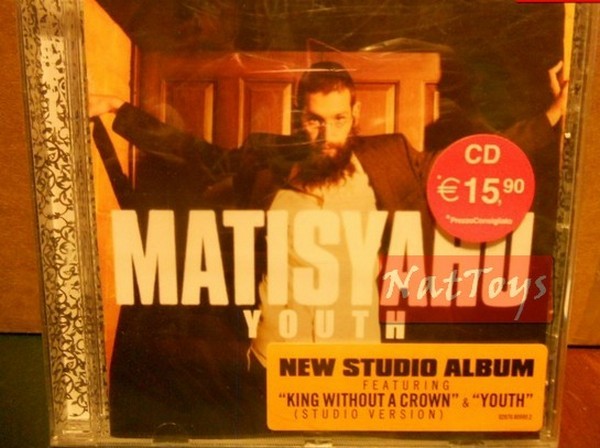 CD
*€15,90
*PrezzoConsigliato
MATISYAHU
NatToys
YOUTH
NEW STUDIO ALBUM
FEATURING
"KING WITHOUT A CROWN" & "YOUTH"
(STUDIO VERSION)